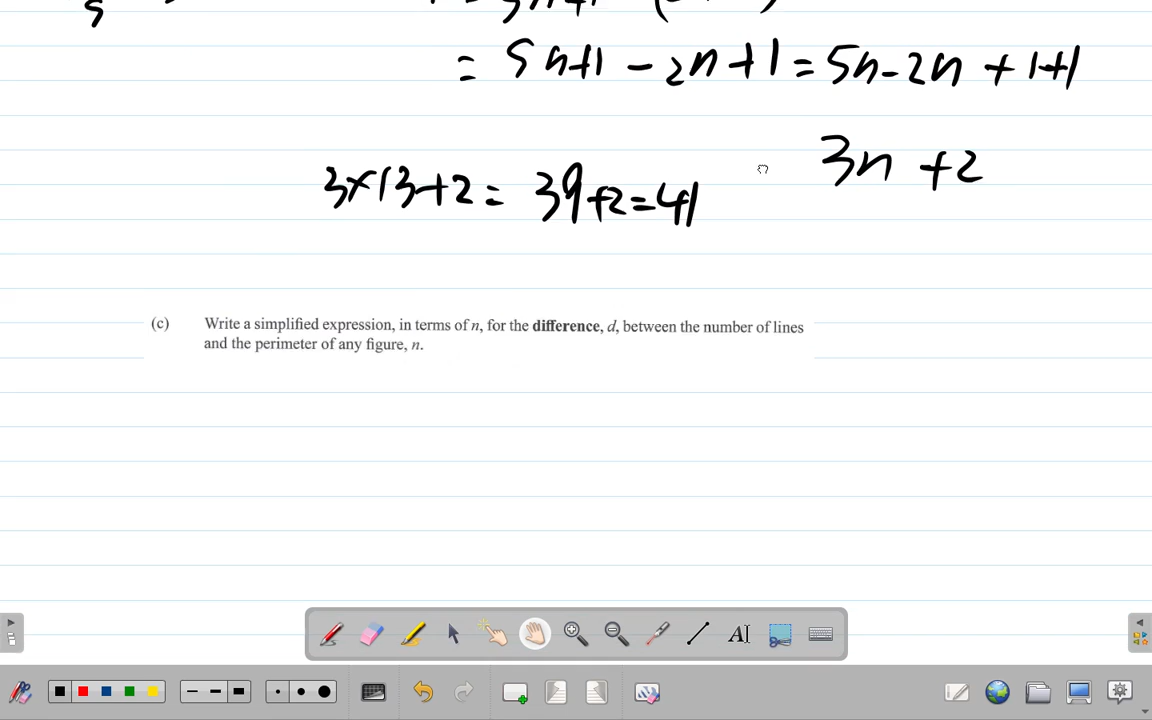 = 5n+1 - 2n+1 = 5n-2n + 1+1
3n +2
3×13+2 = 39+2=41
(c) Write a simplified expression, in terms of n, for the difference, d, between the number of lines
and the perimeter of any figure, n.